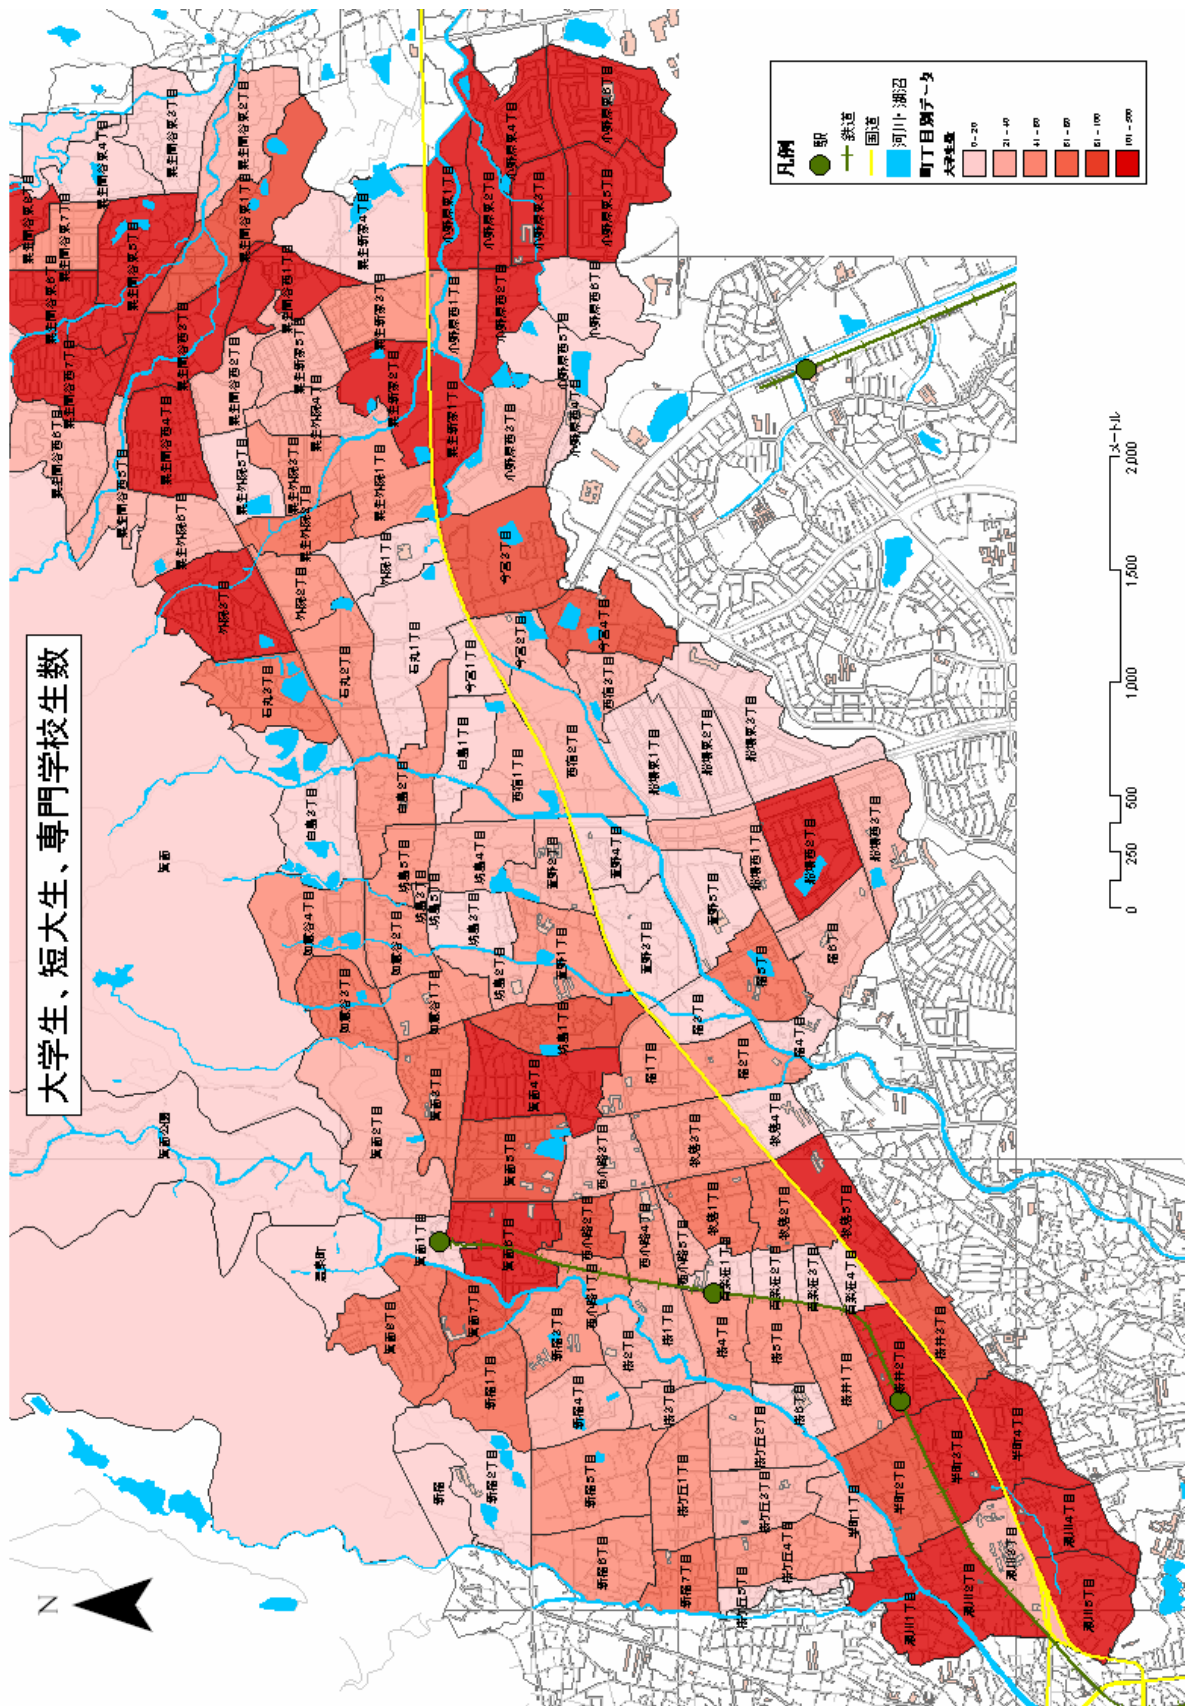 大学生、短大生、専門学校生数
N
凡例
駅
鉄道
国道
河川・湖沼
町丁目別データ
大学生数
0 - 20
21 - 40
41 - 60
61 - 80
81 - 100
101 - 300
0
250
500
1,000
1,500
2,000
メートル
箕面
箕面公園
温泉町
箕面1丁目
箕面2丁目
箕面3丁目
箕面4丁目
箕面5丁目
箕面6丁目
箕面7丁目
箕面8丁目
新稲
新稲1丁目
新稲2丁目
新稲3丁目
新稲4丁目
新稲5丁目
新稲6丁目
新稲7丁目
如意谷1丁目
如意谷2丁目
如意谷3丁目
如意谷4丁目
坊島1丁目
坊島2丁目
坊島3丁目
坊島4丁目
坊島5丁目
白島1丁目
白島2丁目
白島3丁目
石丸1丁目
石丸2丁目
石丸3丁目
外院1丁目
外院2丁目
外院3丁目
粟生外院1丁目
粟生外院2丁目
粟生外院3丁目
粟生外院4丁目
粟生外院5丁目
粟生外院6丁目
粟生間谷西1丁目
粟生間谷西2丁目
粟生間谷西3丁目
粟生間谷西4丁目
粟生間谷西5丁目
粟生間谷西6丁目
粟生間谷西7丁目
粟生間谷東1丁目
粟生間谷東2丁目
粟生間谷東3丁目
粟生間谷東4丁目
粟生間谷東5丁目
粟生間谷東6丁目
粟生間谷東7丁目
粟生間谷東8丁目
粟生新家1丁目
粟生新家2丁目
粟生新家3丁目
粟生新家4丁目
粟生新家5丁目
小野原東1丁目
小野原東2丁目
小野原東3丁目
小野原東4丁目
小野原東5丁目
小野原東6丁目
小野原西1丁目
小野原西2丁目
小野原西3丁目
小野原西4丁目
小野原西5丁目
小野原西6丁目
今宮1丁目
今宮2丁目
今宮3丁目
今宮4丁目
西宿1丁目
西宿2丁目
西宿3丁目
船場東1丁目
船場東2丁目
船場東3丁目
船場西1丁目
船場西2丁目
船場西3丁目
萱野1丁目
萱野2丁目
萱野3丁目
萱野4丁目
萱野5丁目
稲1丁目
稲2丁目
稲3丁目
稲4丁目
稲5丁目
稲6丁目
西小路1丁目
西小路2丁目
西小路3丁目
西小路4丁目
西小路5丁目
牧落1丁目
牧落2丁目
牧落3丁目
牧落4丁目
牧落5丁目
百楽荘1丁目
百楽荘2丁目
百楽荘3丁目
百楽荘4丁目
桜1丁目
桜2丁目
桜3丁目
桜4丁目
桜5丁目
桜6丁目
桜ケ丘1丁目
桜ケ丘2丁目
桜ケ丘3丁目
桜ケ丘4丁目
桜ケ丘5丁目
桜井1丁目
桜井2丁目
桜井3丁目
半町1丁目
半町2丁目
半町3丁目
半町4丁目
瀬川1丁目
瀬川2丁目
瀬川3丁目
瀬川4丁目
瀬川5丁目